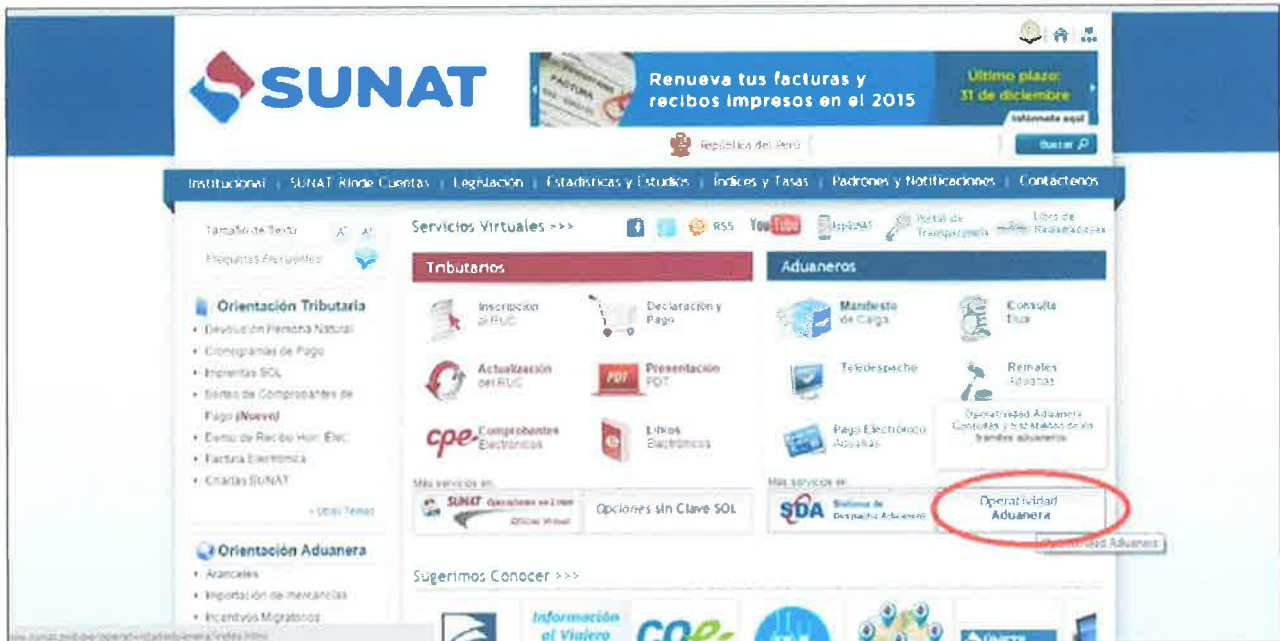 SUNAT
FACTURA
Renueva tus facturas y
recibos impresos en el 2015
Último plazo:
31 de diciembre
Infórmate aquí
República del Perú
Buscar
Institucional | SUNAT Rinde Cuentas | Legislación | Estadísticas y Estudios | Índices y Tasas | Padrones y Notificaciones | Contáctenos
Tamaño de Texto A- A+
Preguntas Frecuentes
Servicios Virtuales >>>
RSS
YouTube
Portal de
Transparencia
Libro de
Reclamaciones
Orientación Tributaria
Devolución Persona Natural
Cronogramas de Pago
Imprentas SOL
Sorteo de Comprobantes de
Pago (Nuevo)
Demo de Recibo Hon. Elec.
Factura Electrónica
Charlas SUNAT
» Otros Temas
Orientación Aduanera
Aranceles
Importación de mercancías
Incentivos Migratorios
Tributarios
Inscripción
al RUC
Declaración y
Pago
Actualización
del RUC
PDT
Presentación
PDT
cpe
Comprobantes
Electrónicos
Libros
Electrónicos
Más servicios en:
SUNAT Operaciones en Línea
Oficina Virtual
Opciones sin Clave SOL
Aduaneros
Manifiesto
de Carga
Consulta
Dua
Teledespacho
Remates
Aduanas
Pago Electrónico
Aduanas
Operatividad Aduanera
Consultas y trazabilidad de los
trámites aduaneros
Más servicios en:
SDA
Sistema de
Despacho Aduanero
Operatividad
Aduanera
Operatividad Aduanera
Sugerimos Conocer >>>
Información
al Viajero
cpe-